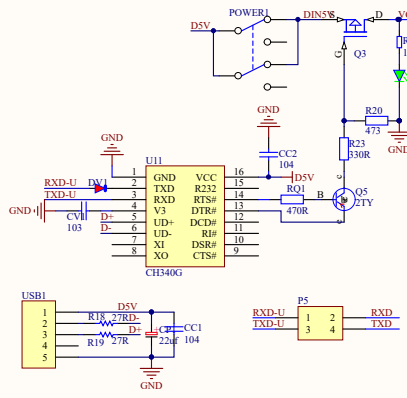 POWER1
D5V
DIN5V
S
D
G
Q3
R20
473
GND
R23
330R
GND
CC2
104
D5V
GND
U11
RXD-U
DV1
TXD-U
GND
CV1
103
D+
D-
1 GND
2 TXD
3 RXD
4 V3
5 UD+
6 UD-
7 XI
8 XO
VCC 16
R232 15
RTS# 14
DTR# 13
DCD# 12
RI# 11
DSR# 10
CTS# 9
CH340G
RQ1
470R
B
Q5
2TY
USB1
1
2
3
4
5
D5V
R18 27R D-
D+
R19 27R
22uf
CC1
104
GND
P5
RXD-U 1 2 RXD
TXD-U 3 4 TXD